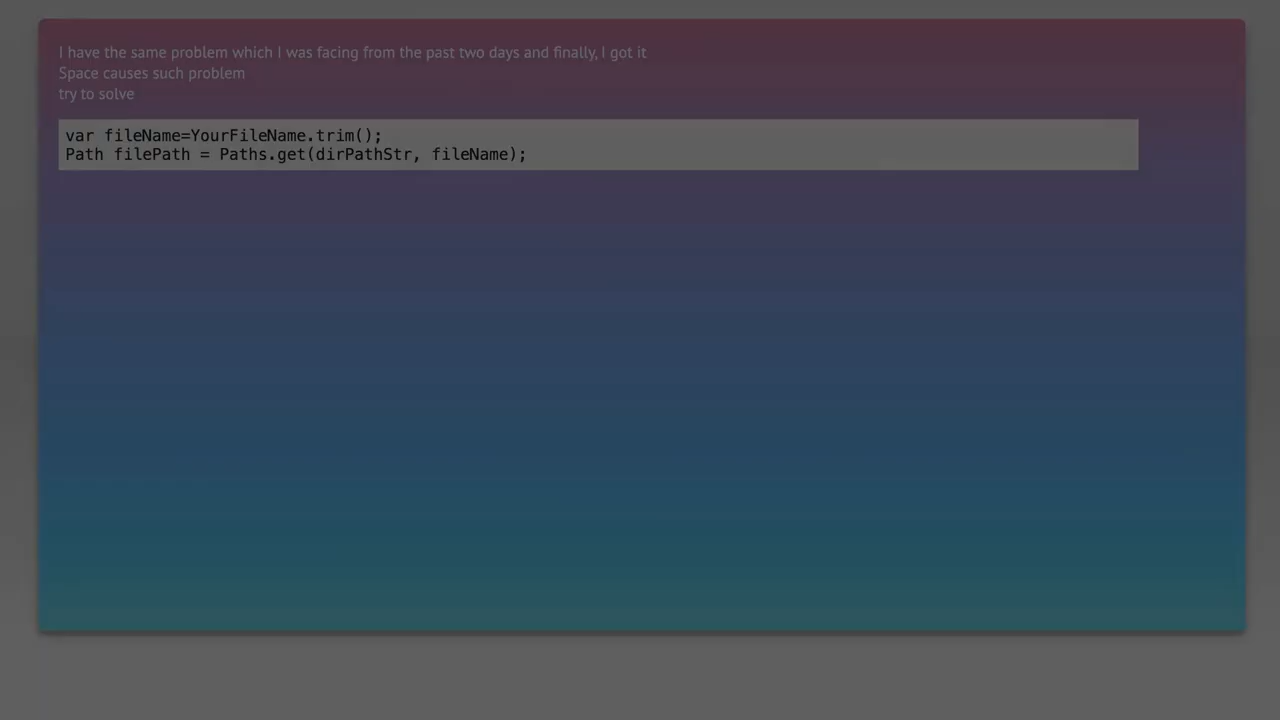 I have the same problem which I was facing from the past two days and finally, I got it
Space causes such problem
try to solve
var fileName=YourFileName.trim();
Path filePath = Paths.get(dirPathStr, fileName);